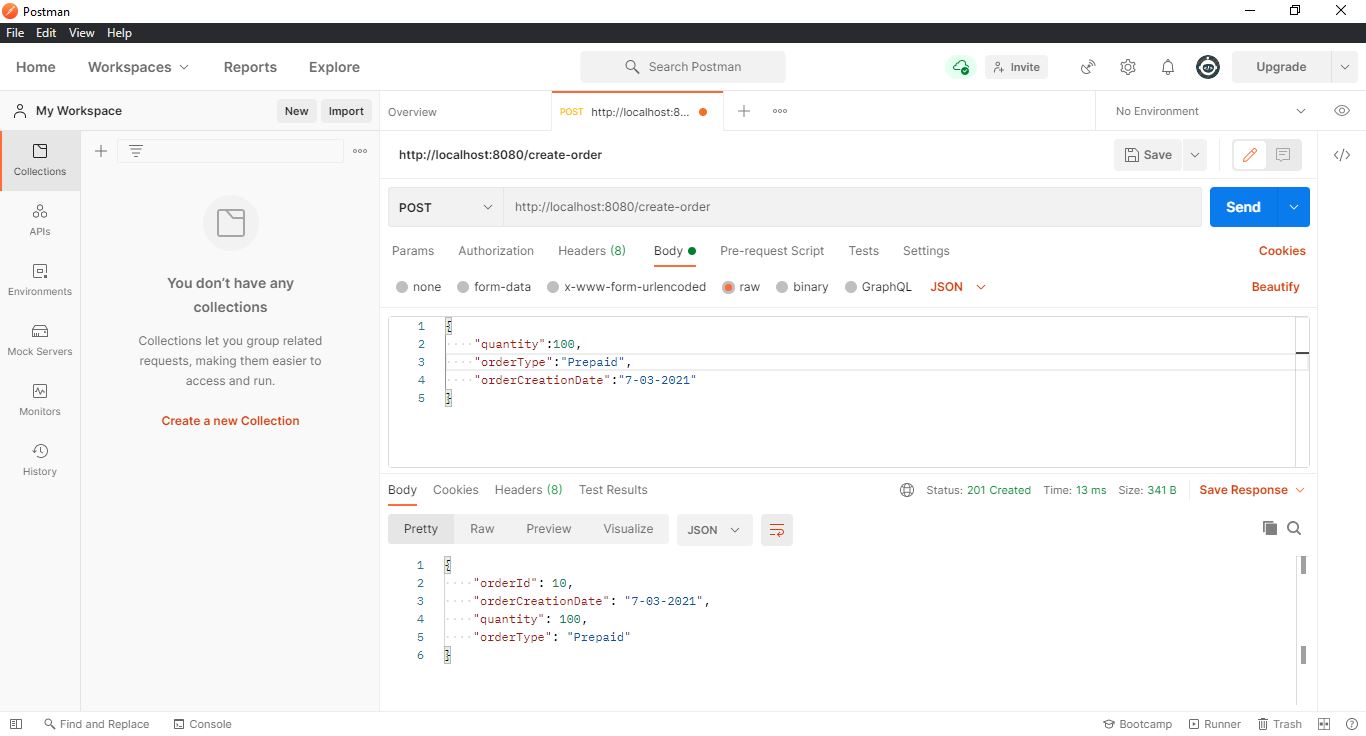 Postman
File Edit View Help
Home Workspaces Reports Explore Search Postman Invite Upgrade
My Workspace New Import Overview POST http://localhost:8... No Environment
http://localhost:8080/create-order Save
Collections
APIs
Environments
Mock Servers
Monitors
History
You don't have any
collections
Collections let you group related
requests, making them easier to
access and run.
Create a new Collection
POST http://localhost:8080/create-order Send
Params Authorization Headers (8) Body Pre-request Script Tests Settings Cookies
none form-data x-www-form-urlencoded raw binary GraphQL JSON Beautify
1 {
2 "quantity":100,
3 "orderType":"Prepaid",
4 "orderCreationDate":"7-03-2021"
5 }
Body Cookies Headers (8) Test Results Status: 201 Created Time: 13 ms Size: 341 B Save Response
Pretty Raw Preview Visualize JSON
1 {
2 "orderId": 10,
3 "orderCreationDate": "7-03-2021",
4 "quantity": 100,
5 "orderType": "Prepaid"
6 }
Find and Replace Console Bootcamp Runner Trash